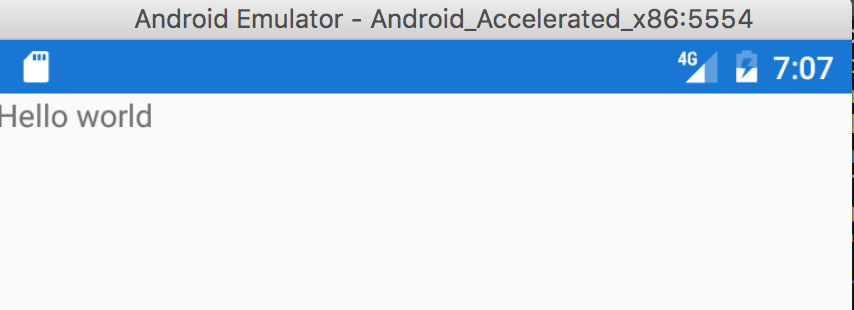 Android Emulator - Android_Accelerated_x86:5554
4G 7:07
Hello world